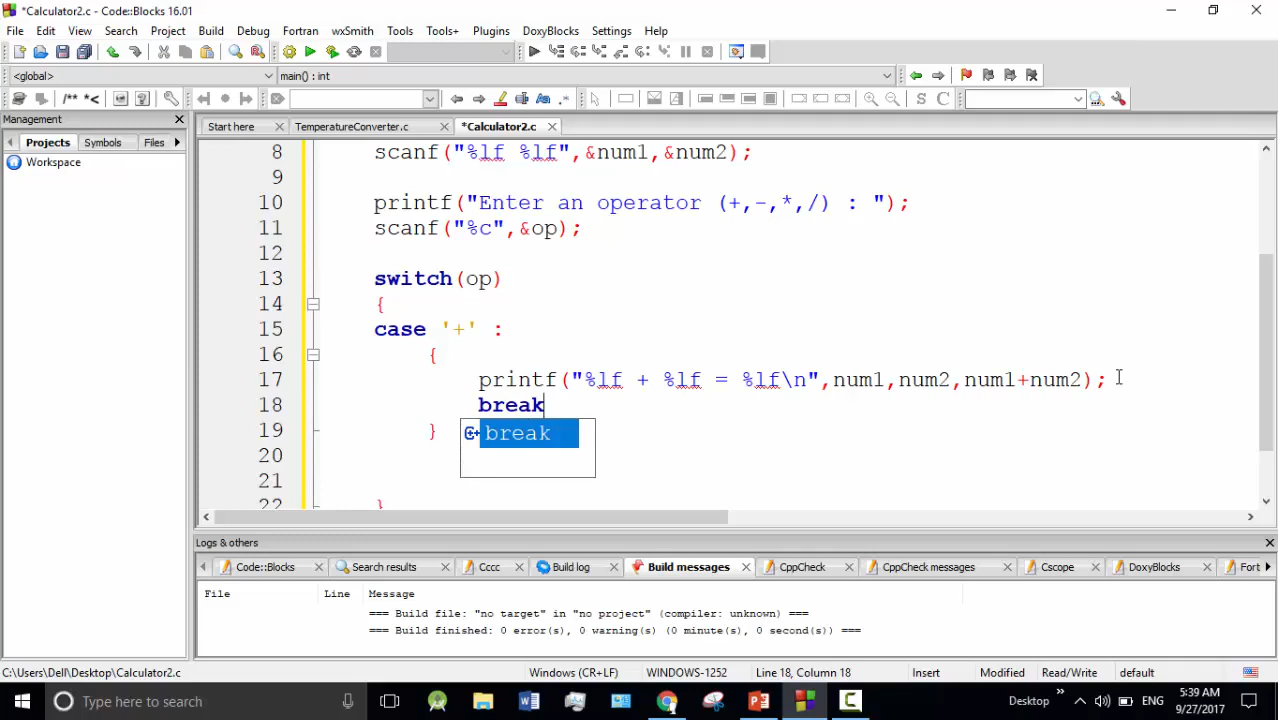 *Calculator2.c - Code::Blocks 16.01
File Edit View Search Project Build Debug Fortran wxSmith Tools Tools+ Plugins DoxyBlocks Settings Help
<global> main() : int
/** *<
S C
Management
Projects Symbols Files
Workspace
Start here TemperatureConverter.c *Calculator2.c
8 scanf("%lf %lf",&num1,&num2);
9
10 printf("Enter an operator (+,-,*,/) : ");
11 scanf("%c",&op);
12
13 switch(op)
14 {
15 case '+' :
16 {
17 printf("%lf + %lf = %lf\n",num1,num2,num1+num2);
18 break
19 }
break
20
21
22 }
Logs & others
Code::Blocks Search results Cccc Build log Build messages CppCheck CppCheck messages Cscope DoxyBlocks Fort
File Line Message
=== Build file: "no target" in "no project" (compiler: unknown) ===
=== Build finished: 0 error(s), 0 warning(s) (0 minute(s), 0 second(s)) ===
C:\Users\Dell\Desktop\Calculator2.c Windows (CR+LF) WINDOWS-1252 Line 18, Column 18 Insert Modified Read/Write default
Type here to search
Desktop ENG
5:39 AM
9/27/2017